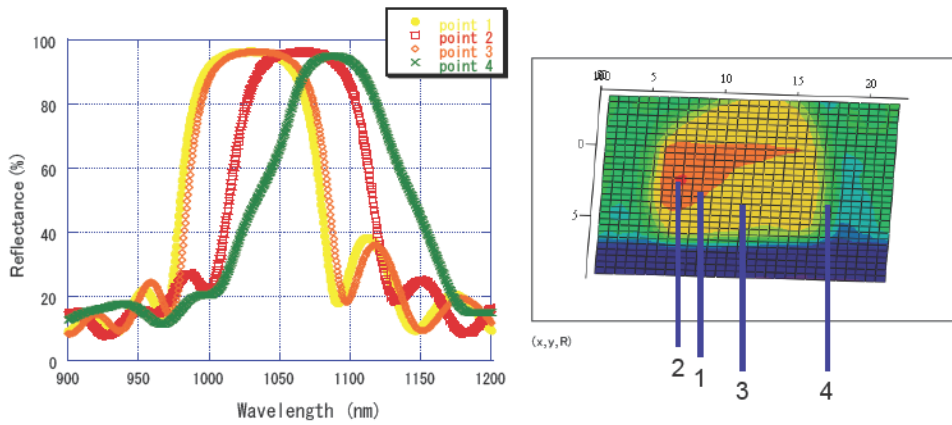 point 1
point 2
point 3
point 4
100
80
60
40
20
0
Reflectance (%)
900 950 1000 1050 1100 1150 1200
Wavelength (nm)
5 10 15 20
0
5
(x,y,R)
2 1 3 4